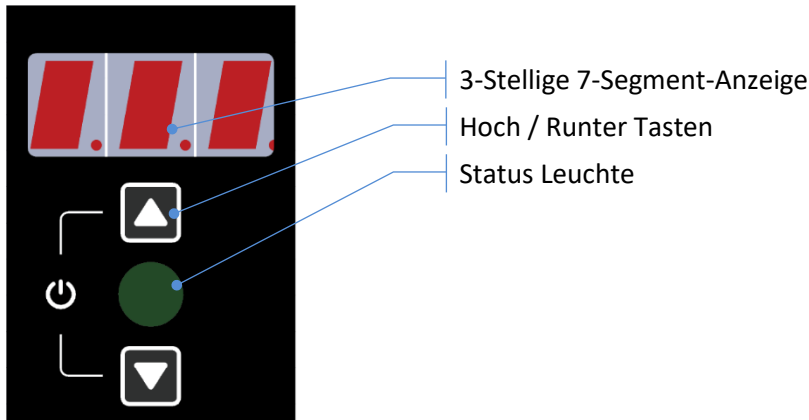 3-Stellige 7-Segment-Anzeige
Hoch / Runter Tasten
Status Leuchte